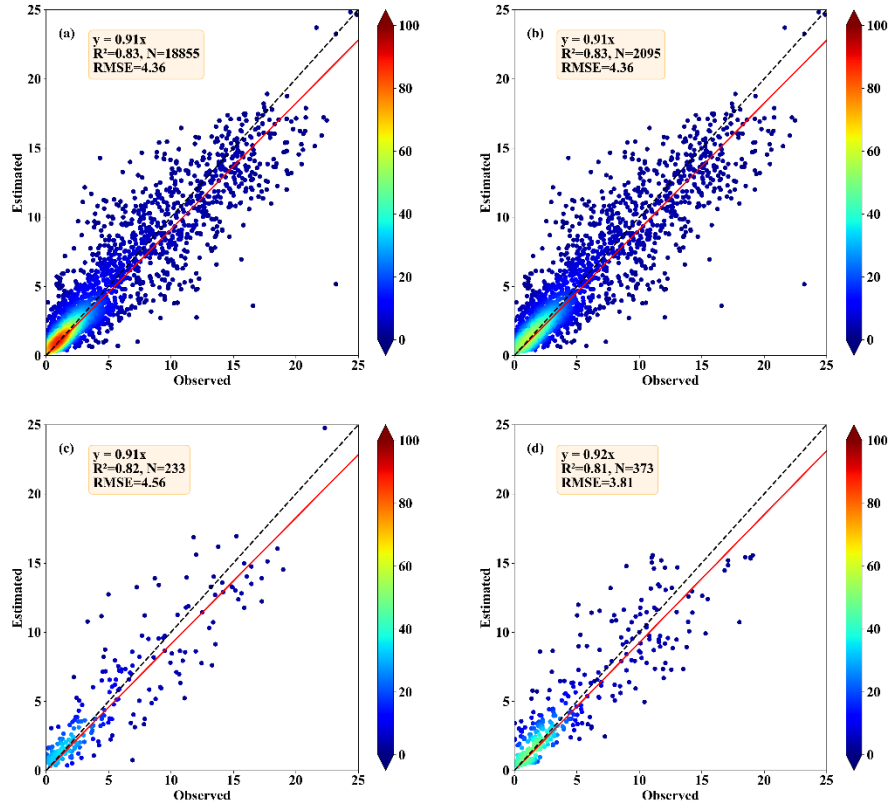 (a)
y = 0.91x
R²=0.83, N=18855
RMSE=4.36
25
20
15
10
5
0
Estimated
0 5 10 15 20 25
Observed
100
80
60
40
20
0
(b)
y = 0.91x
R²=0.83, N=2095
RMSE=4.36
25
20
15
10
5
0
Estimated
0 5 10 15 20 25
Observed
100
80
60
40
20
0
(c)
y = 0.91x
R²=0.82, N=233
RMSE=4.56
25
20
15
10
5
0
Estimated
0 5 10 15 20 25
Observed
100
80
60
40
20
0
(d)
y = 0.92x
R²=0.81, N=373
RMSE=3.81
25
20
15
10
5
0
Estimated
0 5 10 15 20 25
Observed
100
80
60
40
20
0